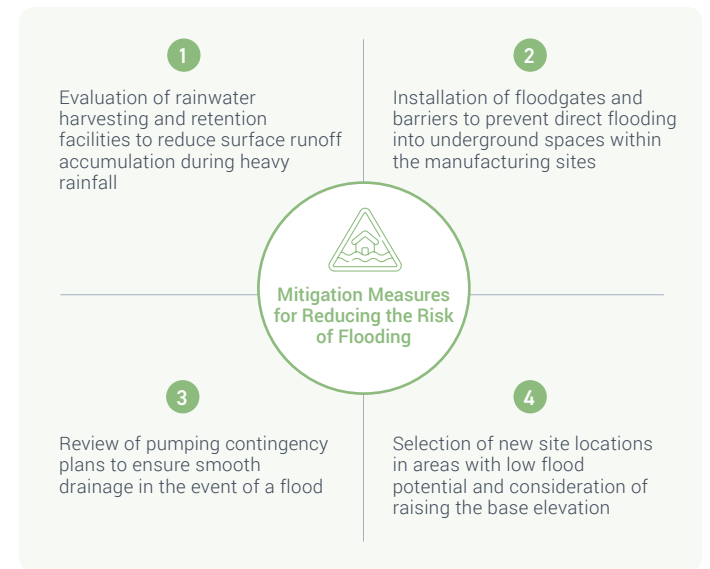 1
Evaluation of rainwater
harvesting and retention
facilities to reduce surface runoff
accumulation during heavy
rainfall
2
Installation of floodgates and
barriers to prevent direct flooding
into underground spaces within
the manufacturing sites
Mitigation Measures
for Reducing the Risk
of Flooding
3
Review of pumping contingency
plans to ensure smooth
drainage in the event of a flood
4
Selection of new site locations
in areas with low flood
potential and consideration of
raising the base elevation